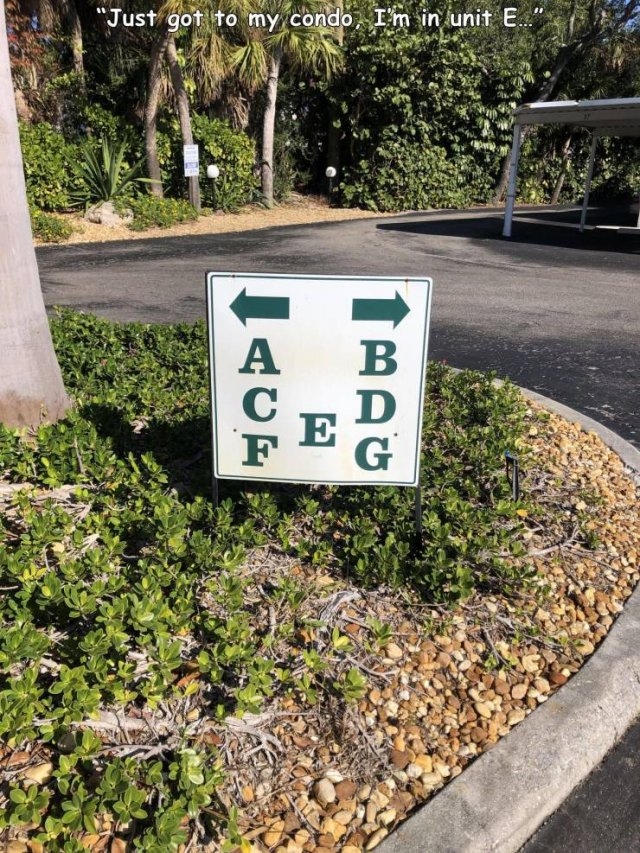 “Just got to my condo, I’m in unit E...”
A B
C D
E
F G